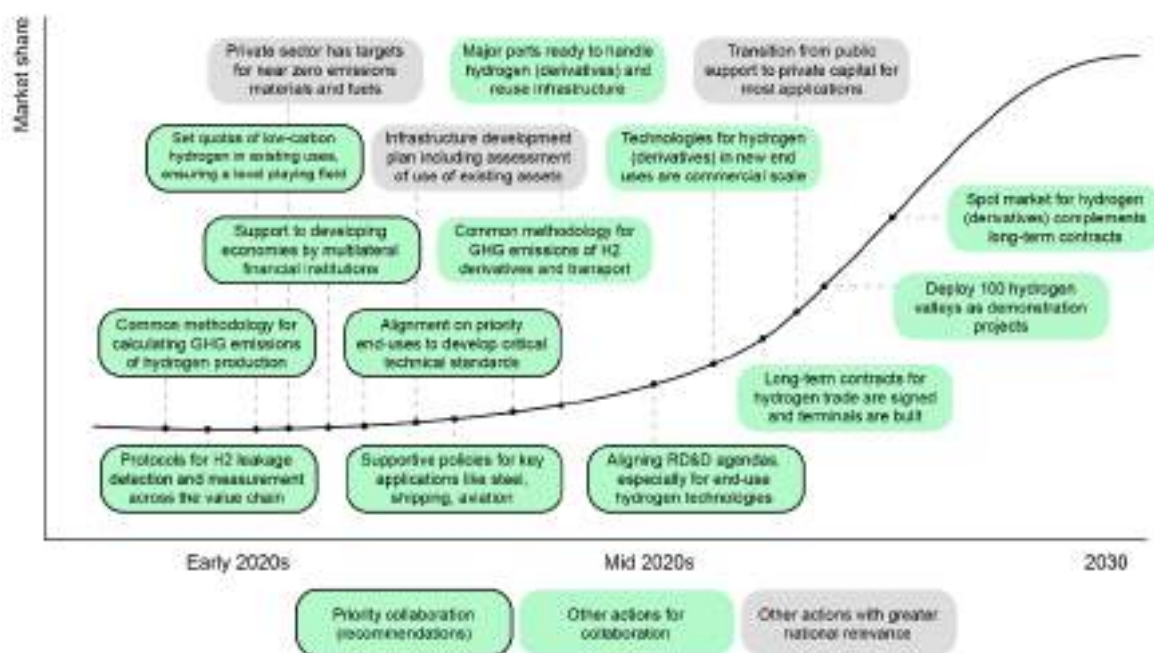 Market share
Private sector has targets
for near zero emissions
materials and fuels
Major ports ready to handle
hydrogen (derivatives) and
reuse infrastructure
Transition from public
support to private capital for
most applications
Set quotas of low-carbon
hydrogen in existing uses,
ensuring a level playing field
Infrastructure development
plan including assessment
of use of existing assets
Technologies for hydrogen
(derivatives) in new end
uses are commercial scale
Spot market for hydrogen
(derivatives) complements
long-term contracts
Support to developing
economies by multilateral
financial institutions
Common methodology for
GHG emissions of H2
derivatives and transport
Deploy 100 hydrogen
valleys as demonstration
projects
Common methodology for
calculating GHG emissions
of hydrogen production
Alignment on priority
end-uses to develop critical
technical standards
Long-term contracts for
hydrogen trade are signed
and terminals are built
Protocols for H2 leakage
detection and measurement
across the value chain
Supportive policies for key
applications like steel,
shipping, aviation
Aligning RD&D agendas,
especially for end-use
hydrogen technologies
Early 2020s
Mid 2020s
2030
Priority collaboration
(recommendations)
Other actions for
collaboration
Other actions with greater
national relevance